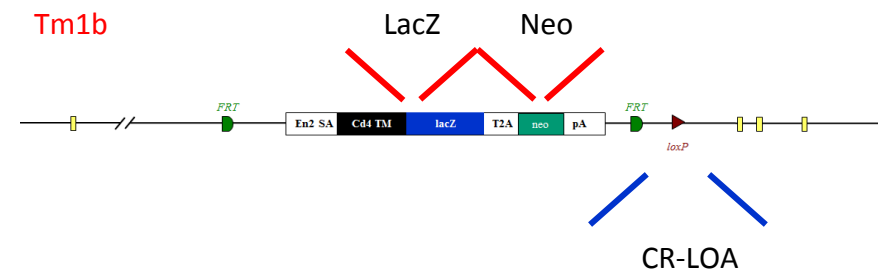 Tm1b LacZ Neo
FRT FRT
En2 SA Cd4 TM lacZ T2A neo pA
loxP
CR-LOA